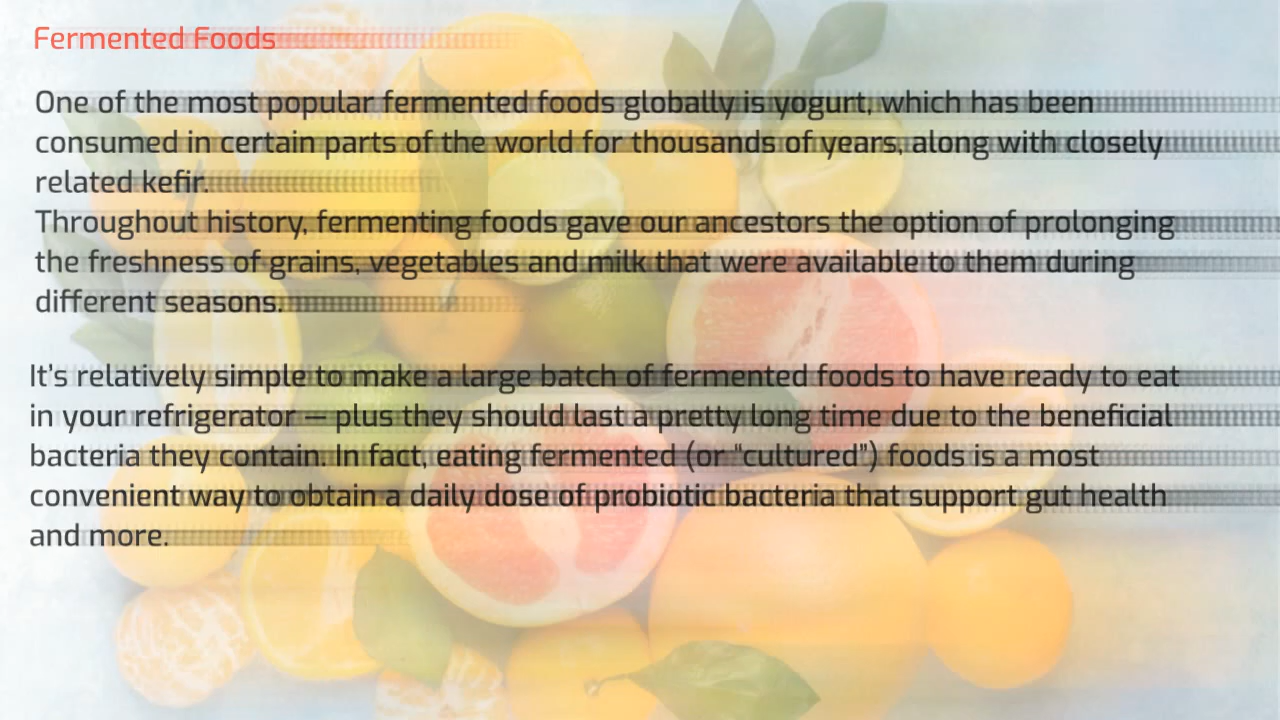 Fermented Foods
One of the most popular fermented foods globally is yogurt, which has been
consumed in certain parts of the world for thousands of years, along with closely
related kefir.
Throughout history, fermenting foods gave our ancestors the option of prolonging
the freshness of grains, vegetables and milk that were available to them during
different seasons.
It’s relatively simple to make a large batch of fermented foods to have ready to eat
in your refrigerator — plus they should last a pretty long time due to the beneficial
bacteria they contain. In fact, eating fermented (or “cultured”) foods is a most
convenient way to obtain a daily dose of probiotic bacteria that support gut health
and more.